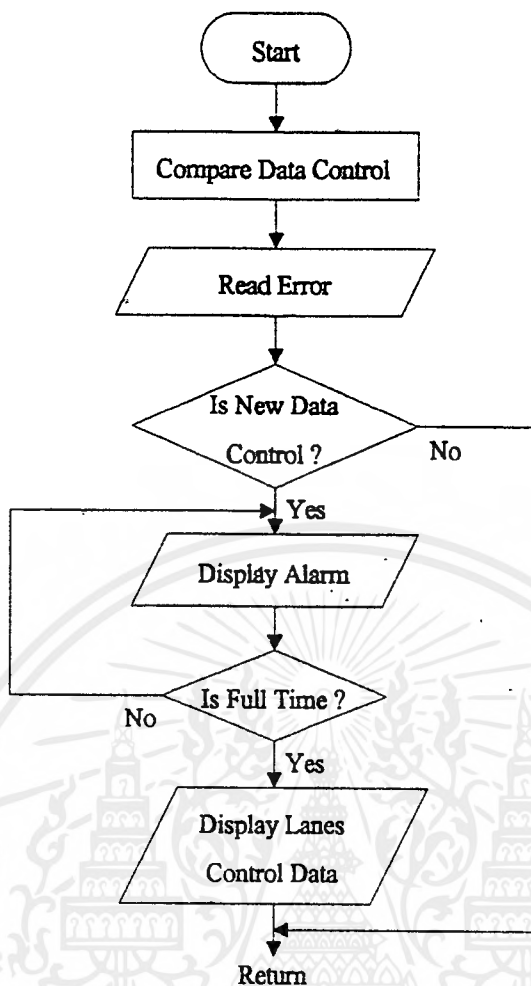 Start
Compare Data Control
Read Error
Is New Data
Control ?
No
Yes
Display Alarm
Is Full Time ?
No
Yes
Display Lanes
Control Data
Return